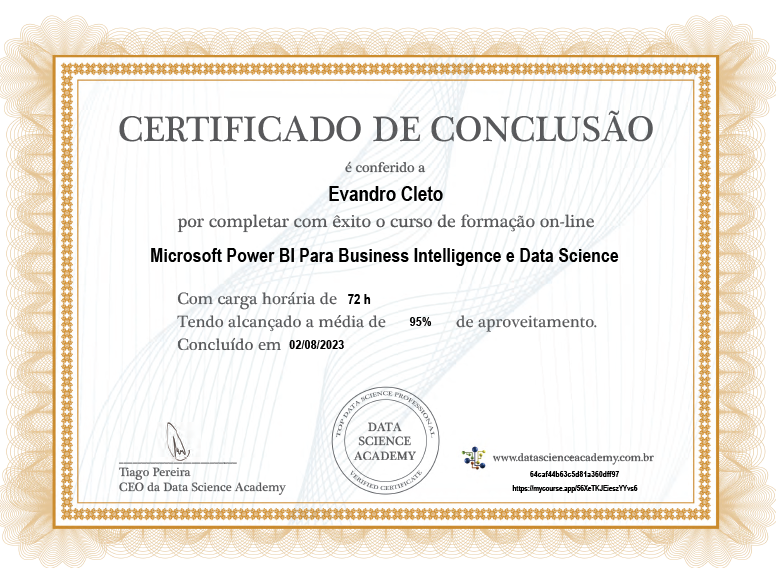 CERTIFICADO DE CONCLUSÃO
é conferido a
Evandro Cleto
por completar com êxito o curso de formação on-line
Microsoft Power BI Para Business Intelligence e Data Science
Com carga horária de 72 h
Tendo alcançado a média de 95% de aproveitamento.
Concluído em 02/08/2023
TOP DATA SCIENCE PROFESSIONAL
DATA
SCIENCE
ACADEMY
VERIFIED CERTIFICATE
Tiago Pereira
CEO da Data Science Academy
www.datascienceacademy.com.br
64caf44b63c5d81a360dff97
https://mycourse.app/56XeTKJEieszYYvs6